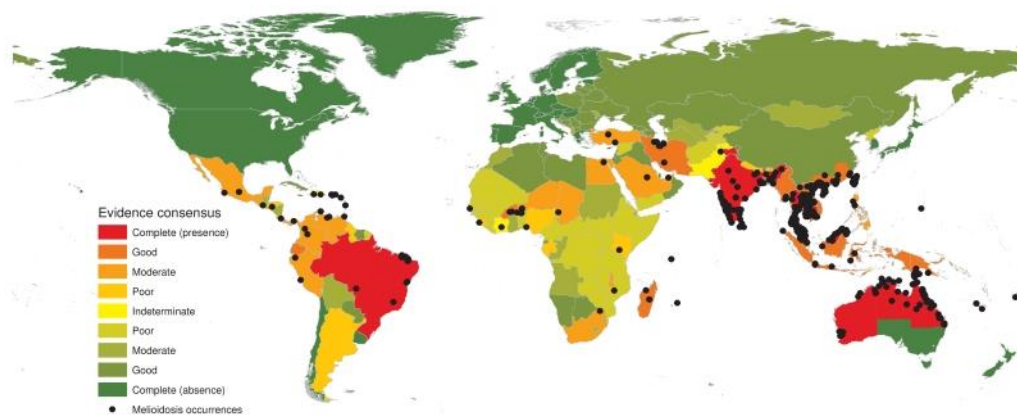 Evidence consensus
Complete (presence)
Good
Moderate
Poor
Indeterminate
Poor
Moderate
Good
Complete (absence)
Melioidosis occurrences